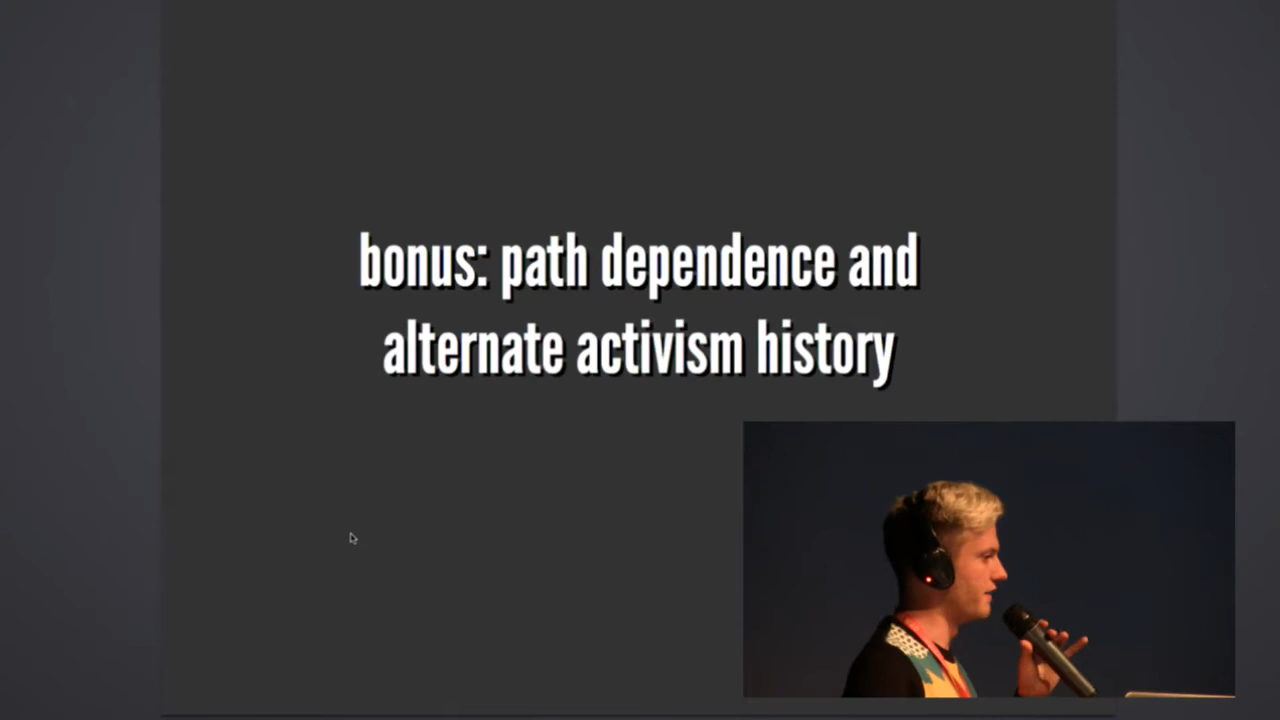 bonus: path dependence and
alternate activism history